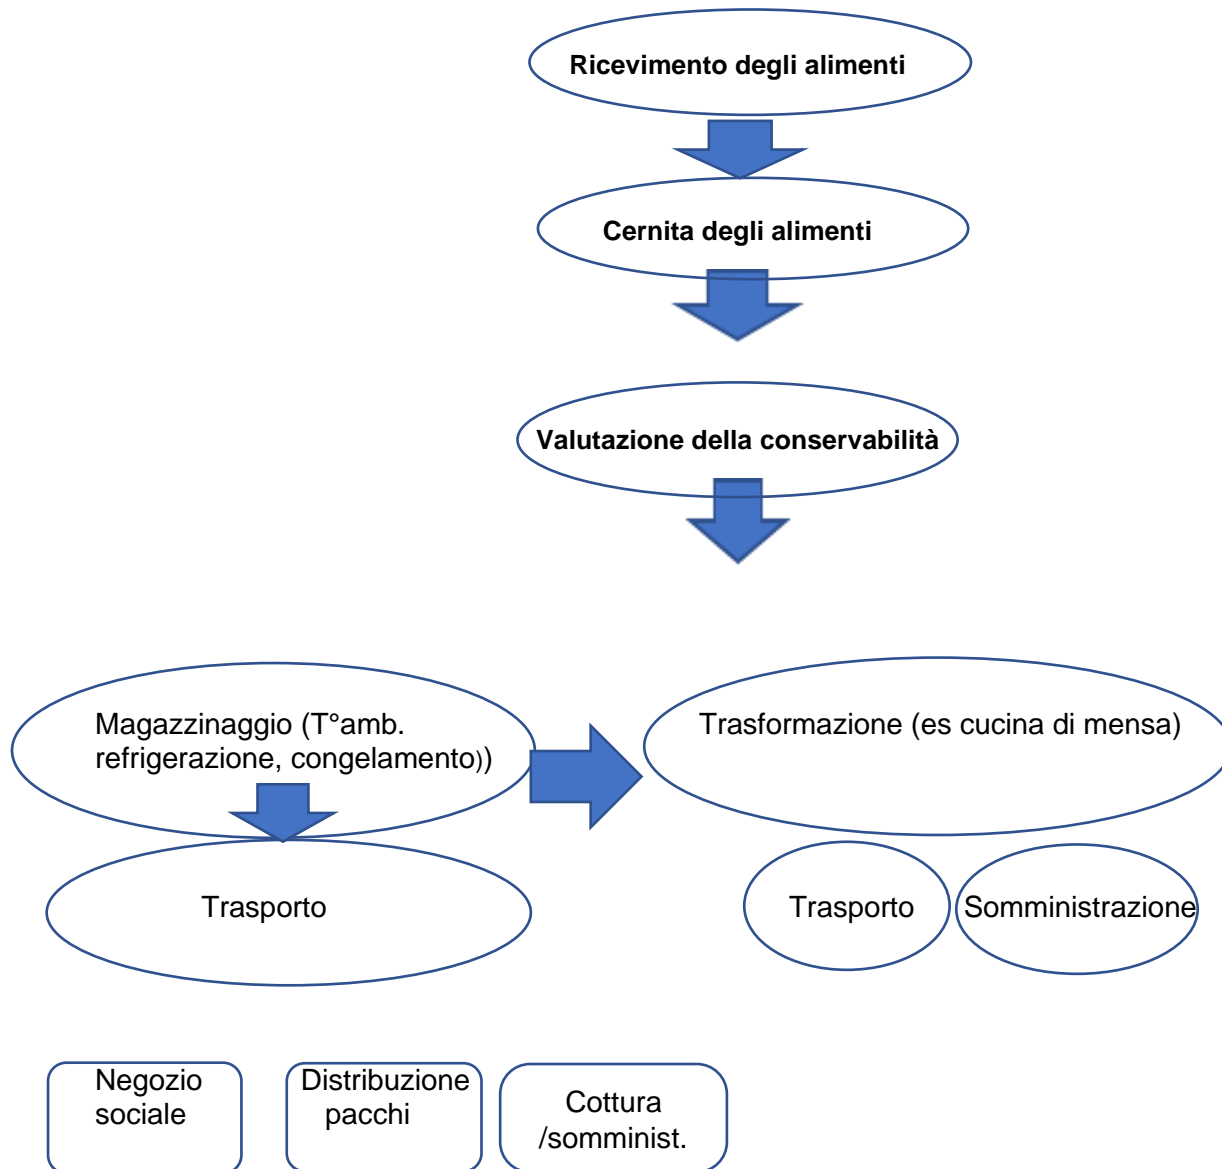 Ricevimento degli alimenti
Cernita degli alimenti
Valutazione della conservabilità
Magazzinaggio (T°amb.
refrigerazione, congelamento))
Trasformazione (es cucina di mensa)
Trasporto
Trasporto
Somministrazione
Negozio
sociale
Distribuzione
pacchi
Cottura
/somminist.